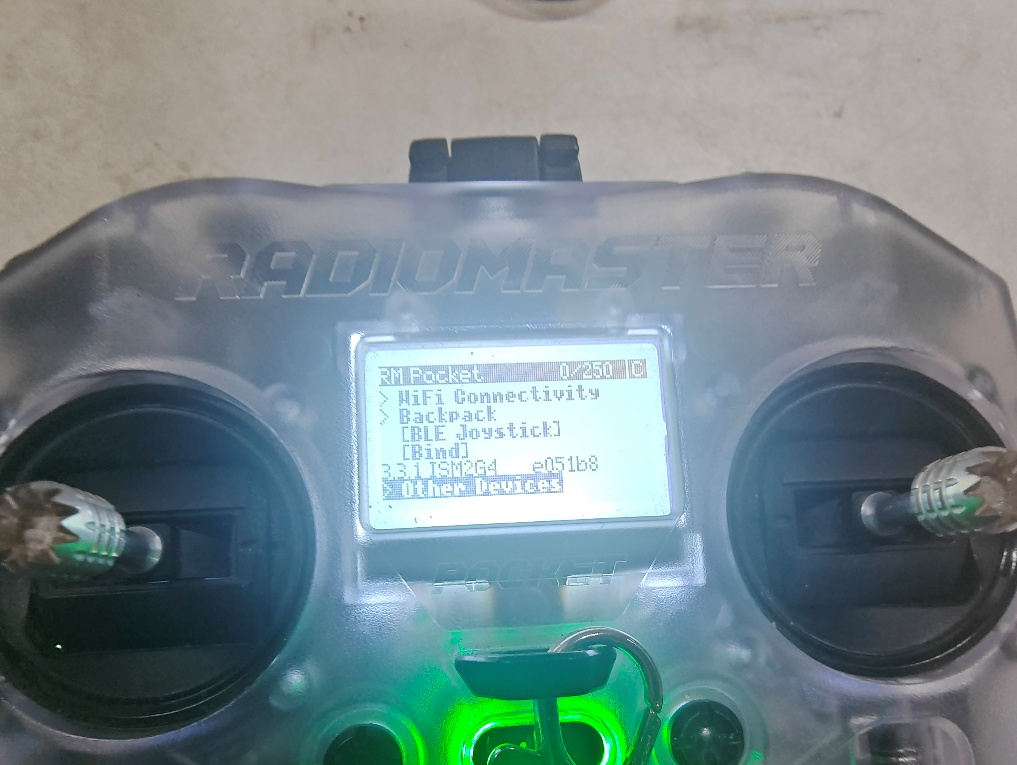 RADIOMASTER
RM Pocket 0/250 C
> WiFi Connectivity
> Backpack
[BLE Joystick]
[Bind]
3.3.1 ISM2G4 e051b8
> Other Devices
POCKET